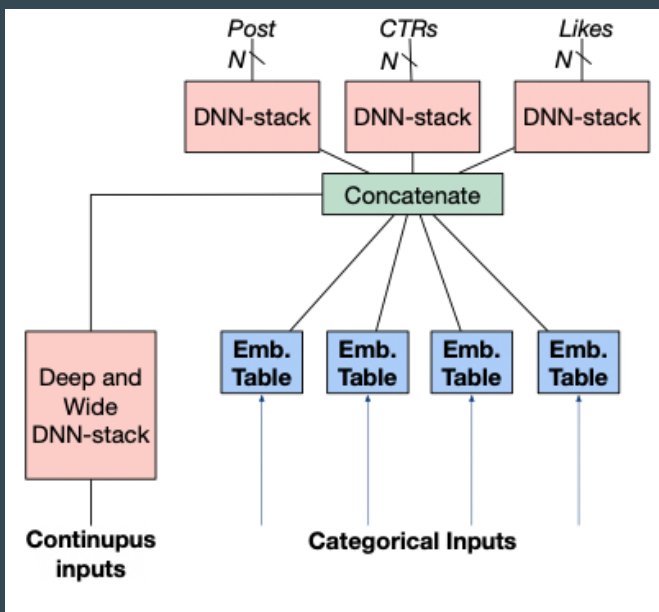 Post CTRs Likes
N N N
DNN-stack DNN-stack DNN-stack
Concatenate
Emb. Table
Emb. Table
Emb. Table
Emb. Table
Deep and
Wide
DNN-stack
Continupus
inputs
Categorical Inputs